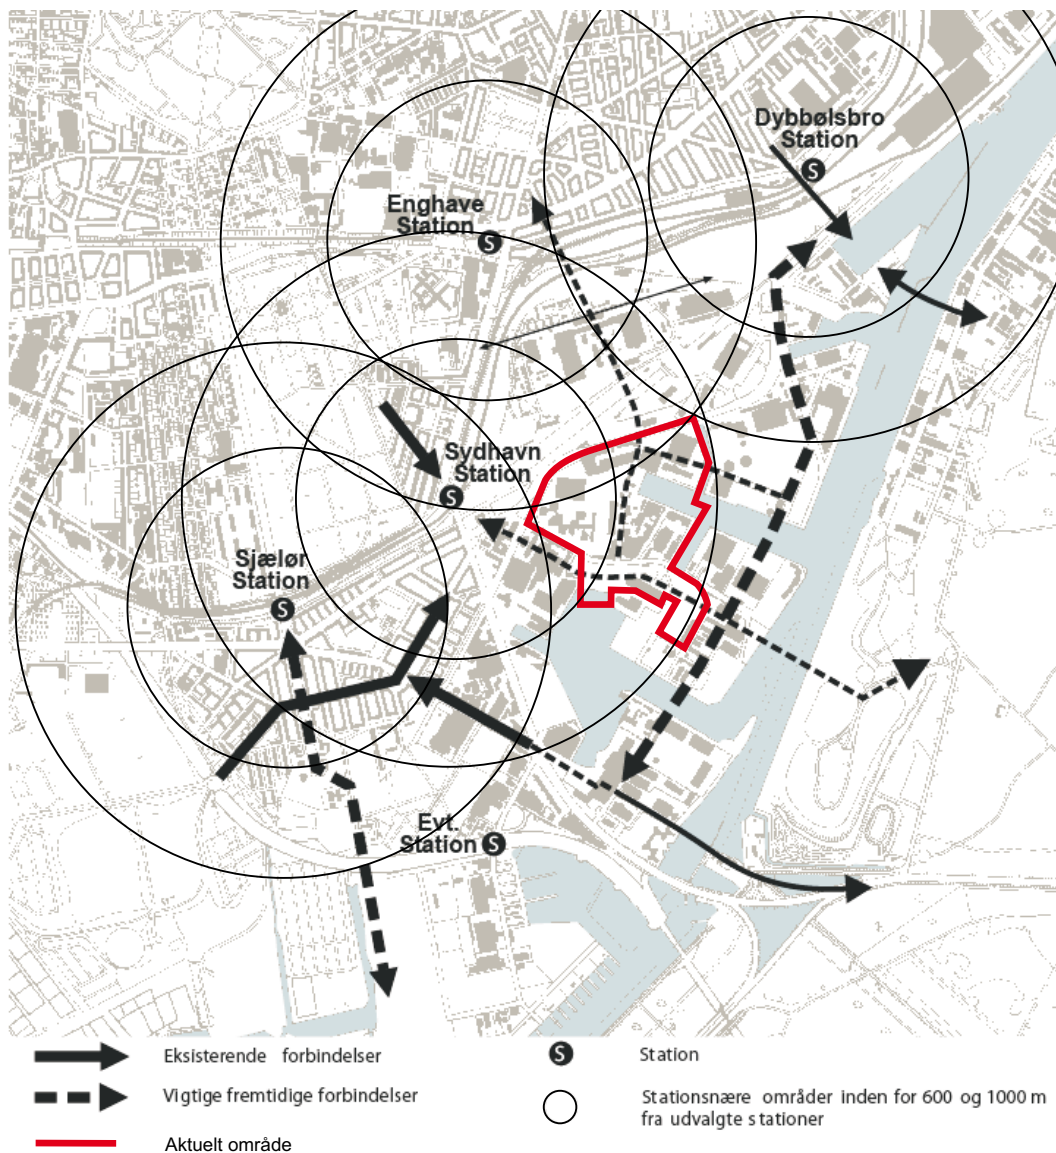 Dybbølsbro
Station
S
Enghave
Station
S
Sydhavn
Station
S
Sjælør
Station
S
Evt.
Station
S
Eksisterende forbindelser
Vigtige fremtidige forbindelser
Aktuelt område
S
Station
Stationsnære områder inden for 600 og 1000 m
fra udvalgte stationer